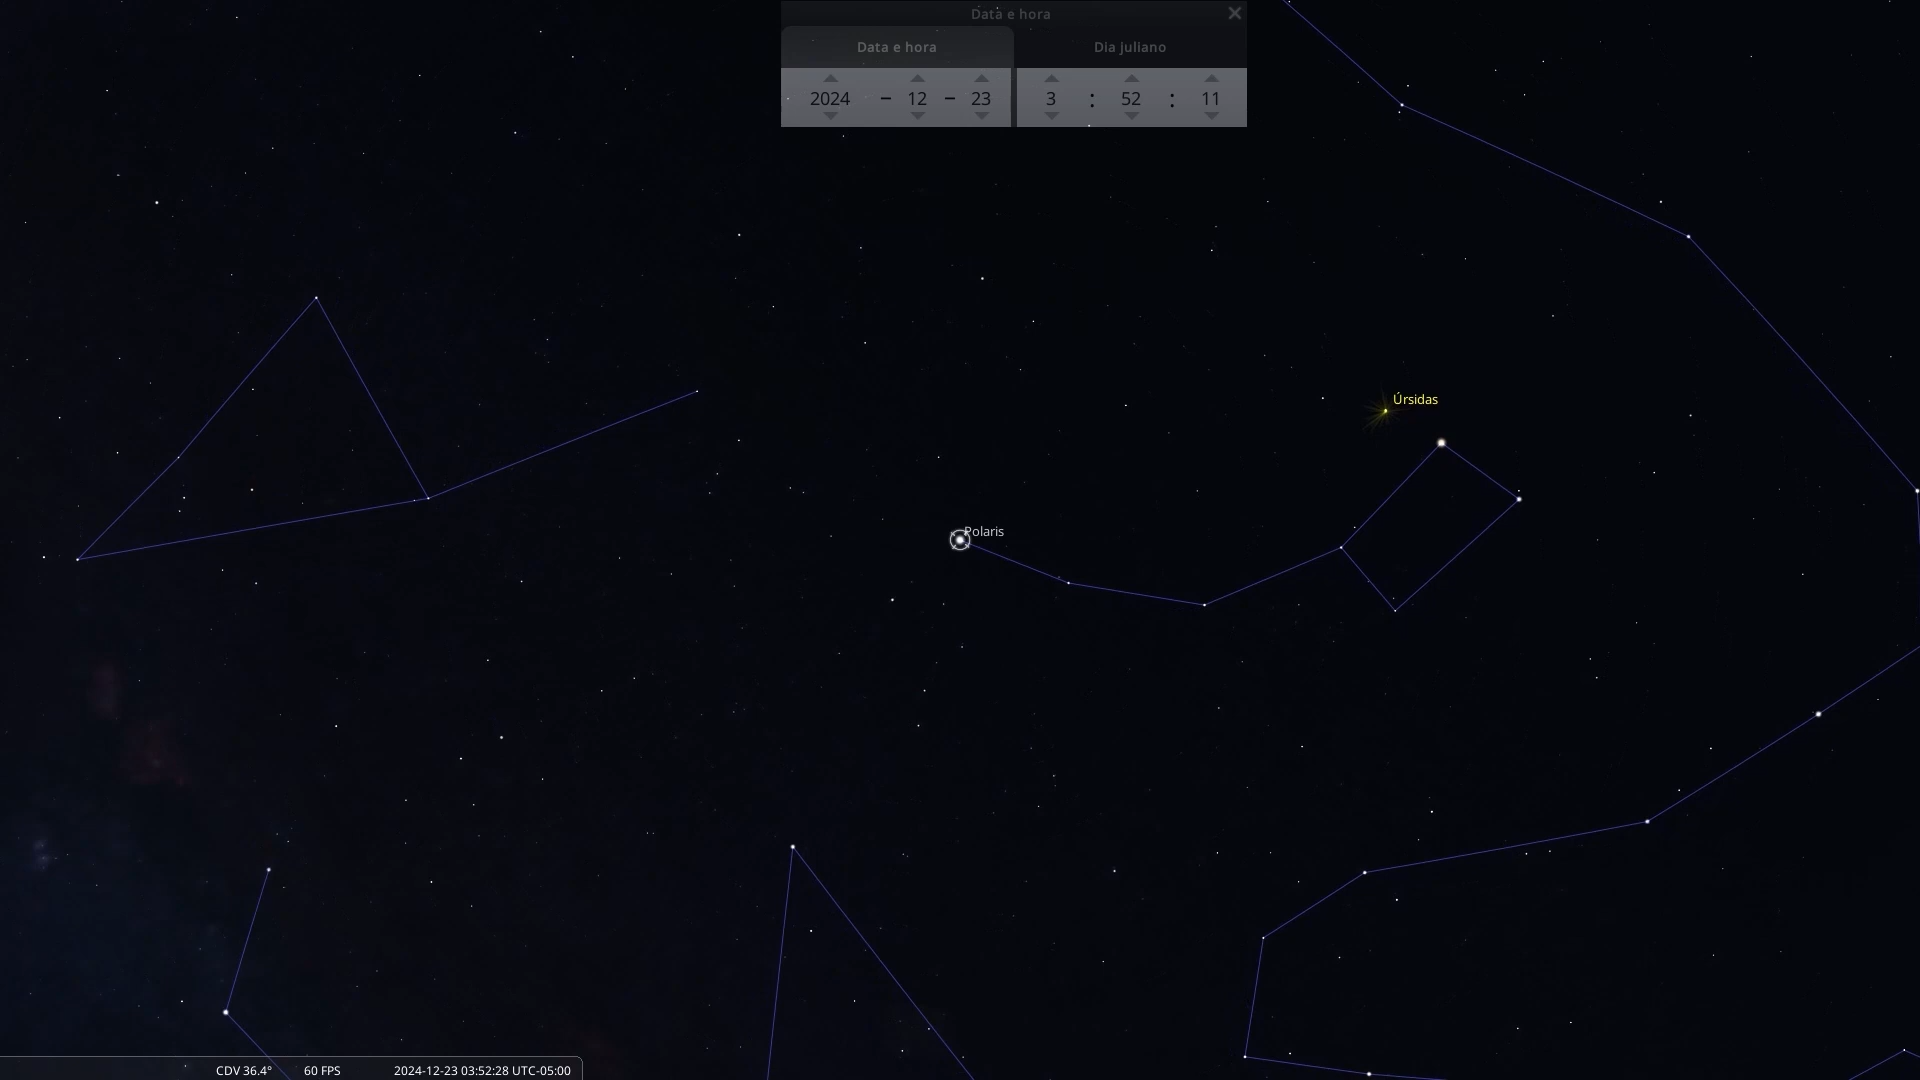 Data e hora
Data e hora
Dia juliano
2024 - 12 - 23
3 : 52 : 11
Úrsidas
Polaris
CDV 36.4°
60 FPS
2024-12-23 03:52:28 UTC-05:00